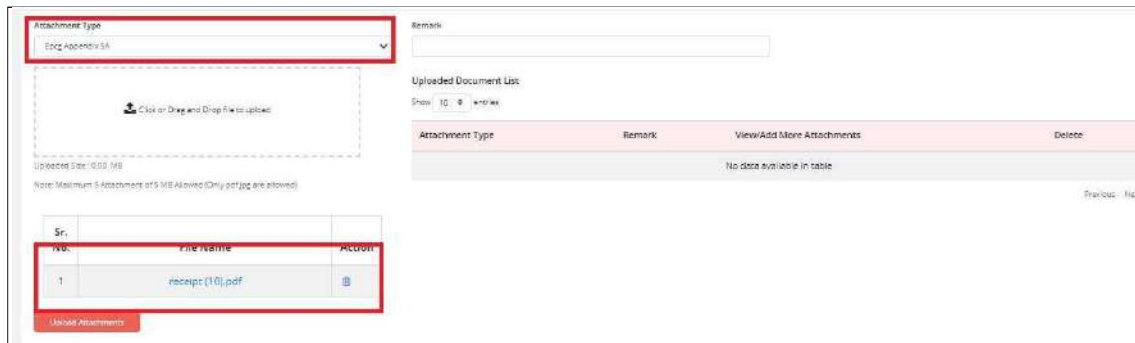 Attachment Type
Epcg Appendix 5A
Click or Drag and Drop file to upload
Uploaded Size : 0.00 MB
Note: Maximum 5 Attachment of 5 MB Allowed (Only pdf,jpg are allowed)
Sr. No. File Name Action
1 receipt (10).pdf
Upload Attachments
Remark
Uploaded Document List
Show 10 entries
Attachment Type Remark View/Add More Attachments Delete
No data available in table
Previous